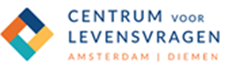 CENTRUM VOOR
LEVENSVRAGEN
AMSTERDAM | DIEMEN